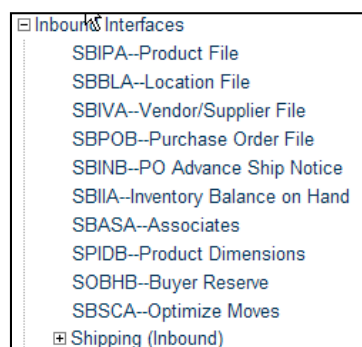 Inbound Interfaces
SBIPA--Product File
SBBLA--Location File
SBIVA--Vendor/Supplier File
SBPOB--Purchase Order File
SBINB--PO Advance Ship Notice
SBIIA--Inventory Balance on Hand
SBASA--Associates
SPIDB--Product Dimensions
SOBHB--Buyer Reserve
SBSCA--Optimize Moves
Shipping (Inbound)